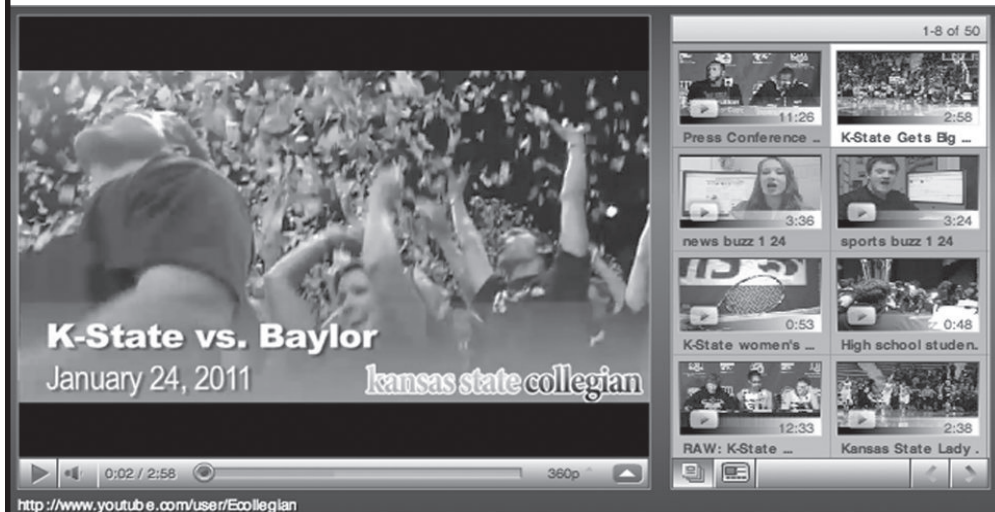 K-State vs. Baylor
January 24, 2011
kansas state collegian
0:02 / 2:58
360p
http://www.youtube.com/user/Ecollegian
1-8 of 50
11:26
2:58
Press Conference ...
K-State Gets Big ...
3:36
3:24
news buzz 1 24
sports buzz 1 24
0:53
0:48
K-State women's ...
High school studen.
12:33
2:38
RAW: K-State ...
Kansas State Lady .